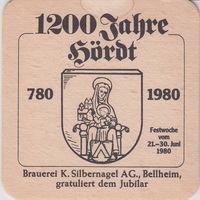 1200 Jahre
Hördt
780 1980
Festwoche
vom
21.–30. Juni
1980
Brauerei K. Silbernagel AG., Bellheim,
gratuliert dem Jubilar